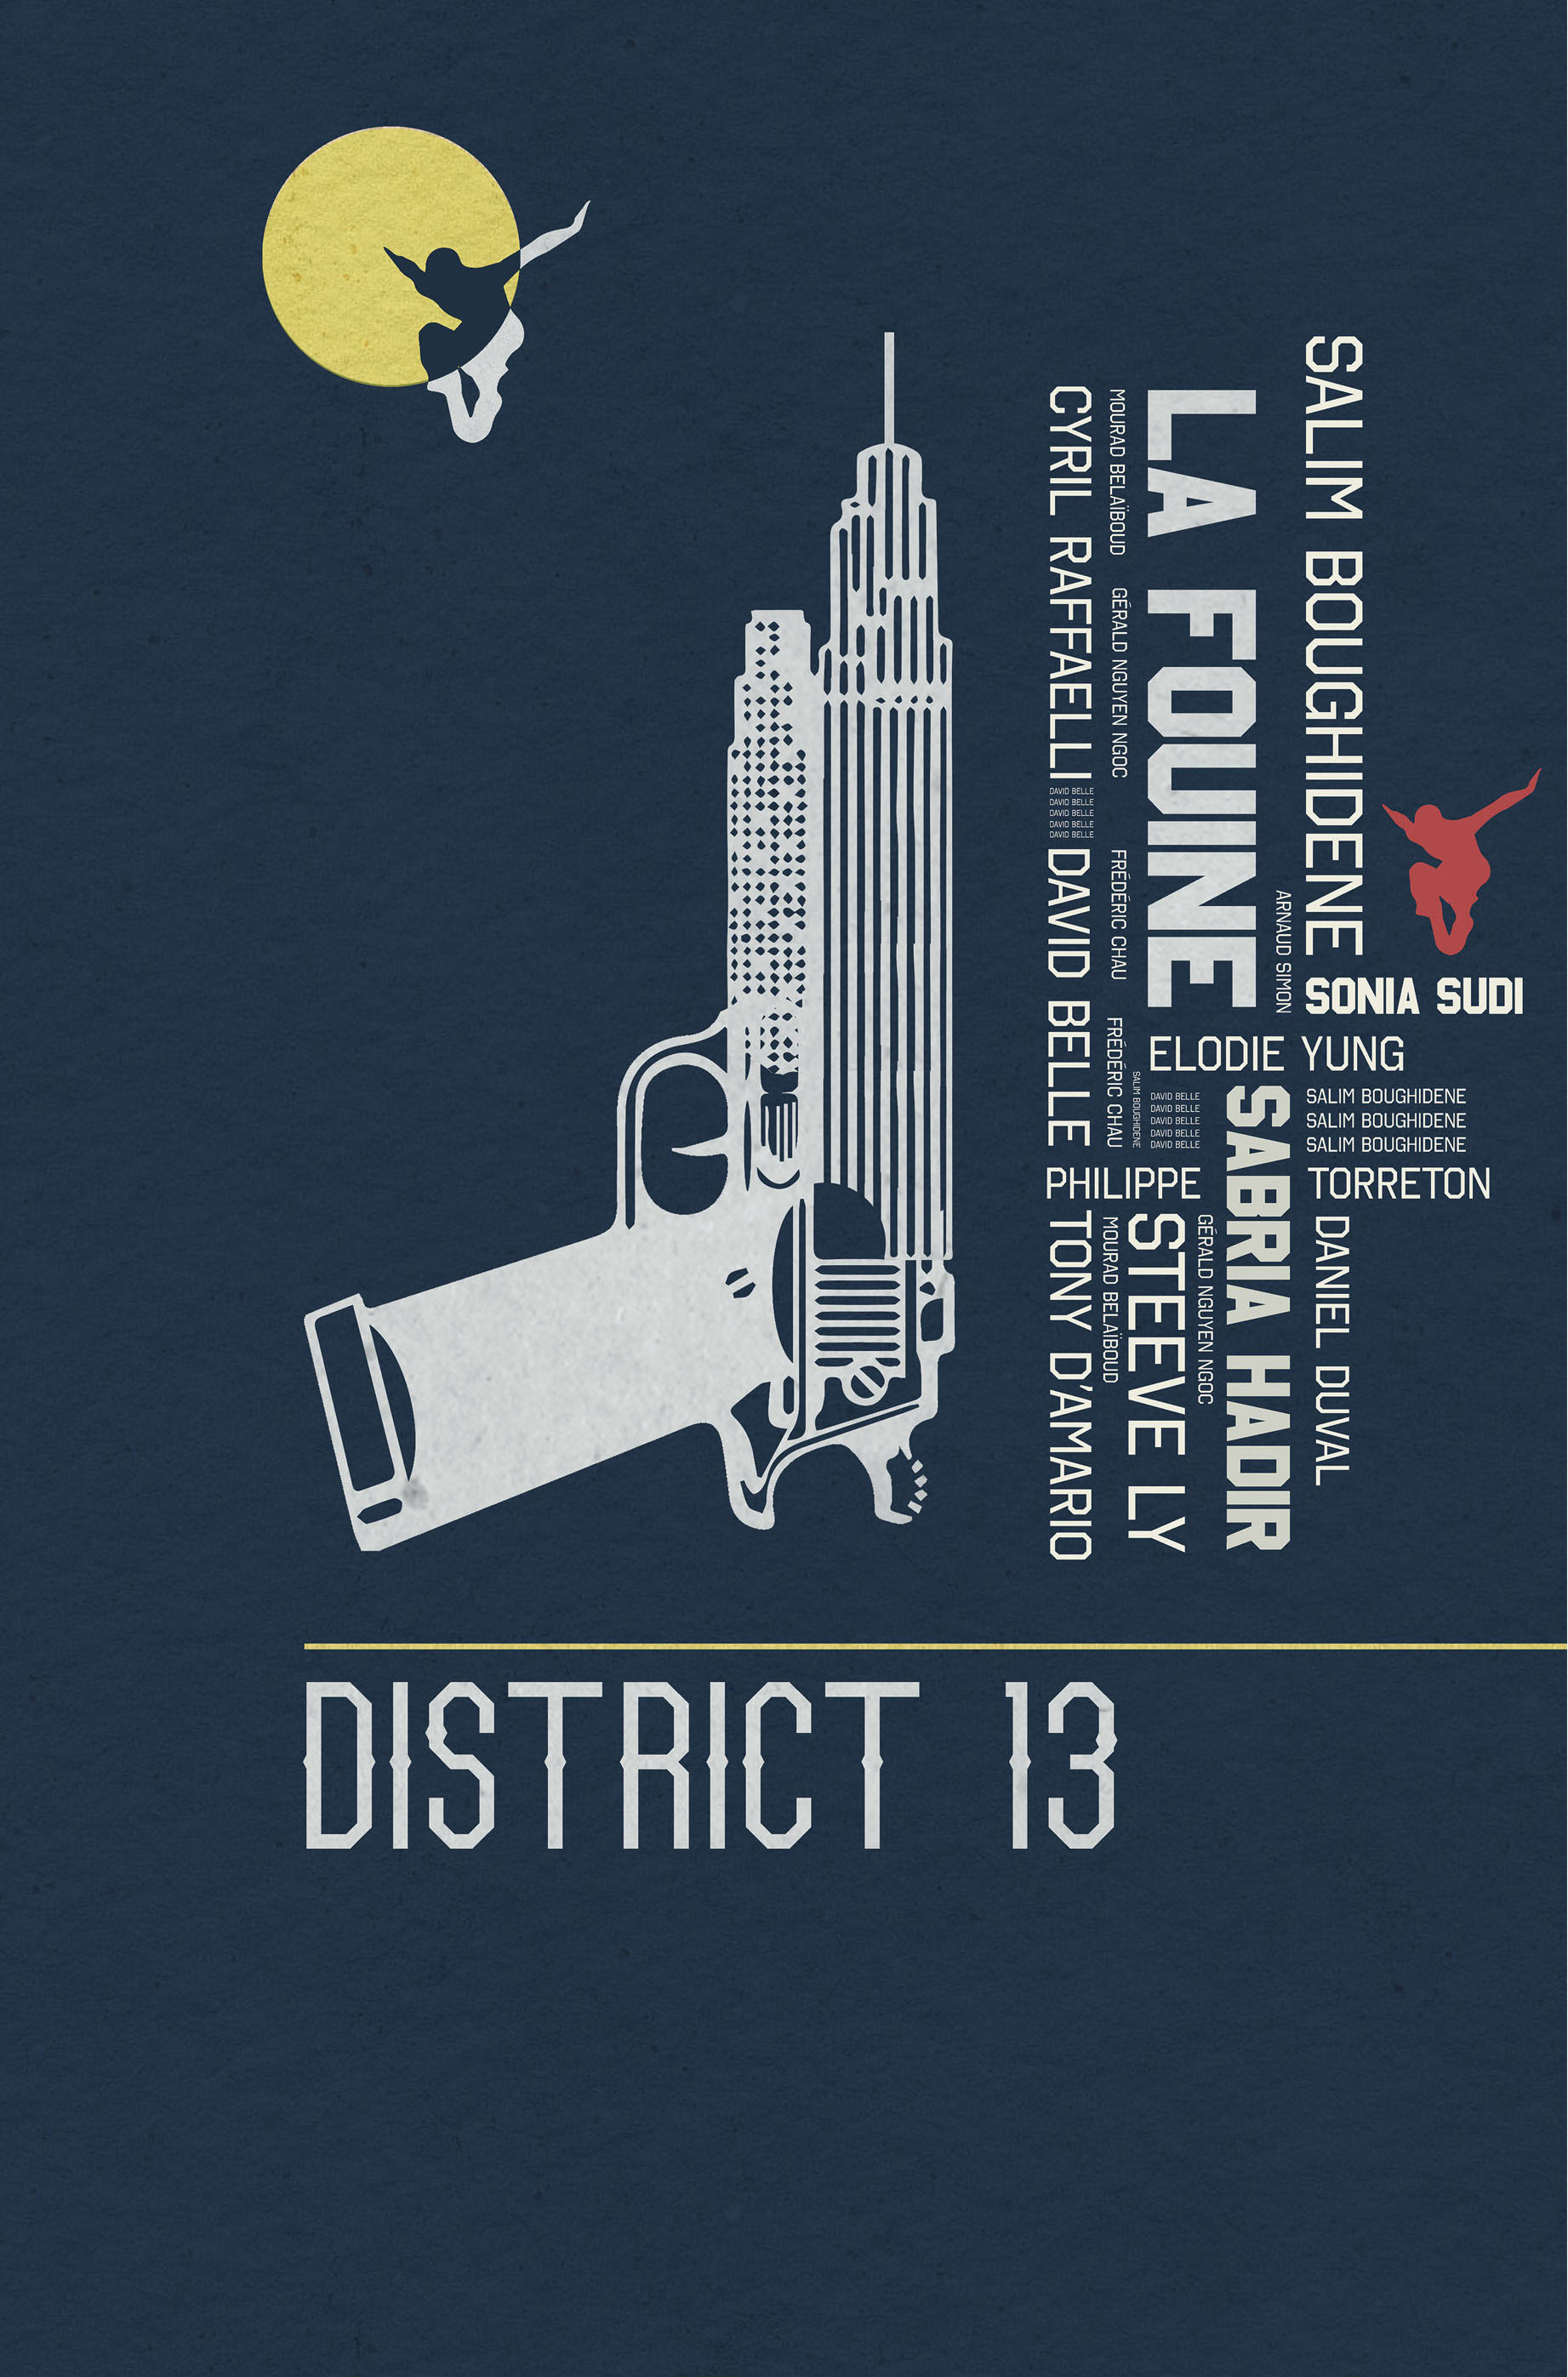 CYRIL RAFFAELLI
DAVID BELLE
DAVID BELLE
DAVID BELLE
DAVID BELLE
DAVID BELLE
DAVID BELLE
TONY D'AMARIO
MOURAD BELAÏBOUD
GÉRALD NGUYEN NGOC
FRÉDÉRIC CHAU
FRÉDÉRIC CHAU
SALIM BOUGHIDENE
LA FOUINE
ARNAUD SIMON
SALIM BOUGHIDENE
SONIA SUDI
ELODIE YUNG
DAVID BELLE
DAVID BELLE
DAVID BELLE
DAVID BELLE
DAVID BELLE
SABRIA HADIR
SALIM BOUGHIDENE
SALIM BOUGHIDENE
SALIM BOUGHIDENE
PHILIPPE TORRETON
MOURAD BELAÏBOUD
STEEVE LY
GÉRALD NGUYEN NGOC
DANIEL DUVAL
DISTRICT 13